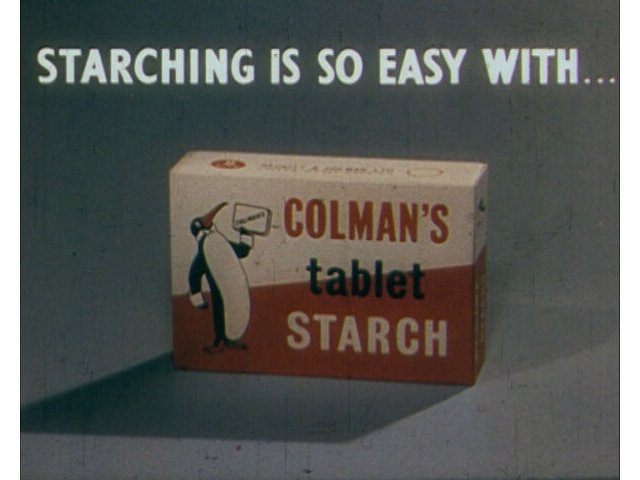 STARCHING IS SO EASY WITH...
COLMAN'S
tablet
STARCH